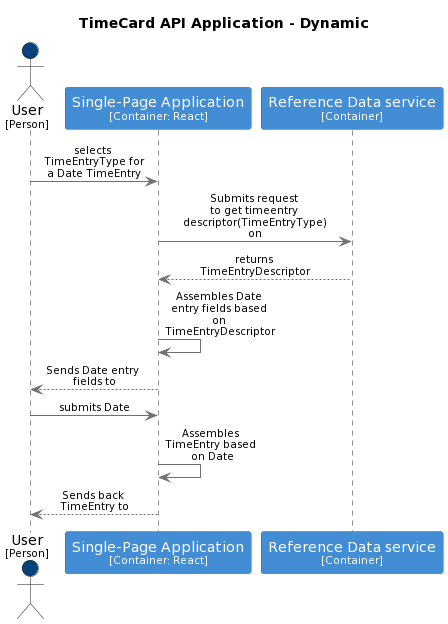 TimeCard API Application - Dynamic
User
[Person]
Single-Page Application
[Container: React]
Reference Data service
[Container]
selects
TimeEntryType for
a Date TimeEntry
Submits request
to get timeentry
descriptor(TimeEntryType)
on
returns
TimeEntryDescriptor
Assembles Date
entry fields based
on
TimeEntryDescriptor
Sends Date entry
fields to
submits Date
Assembles
TimeEntry based
on Date
Sends back
TimeEntry to
User
[Person]
Single-Page Application
[Container: React]
Reference Data service
[Container]